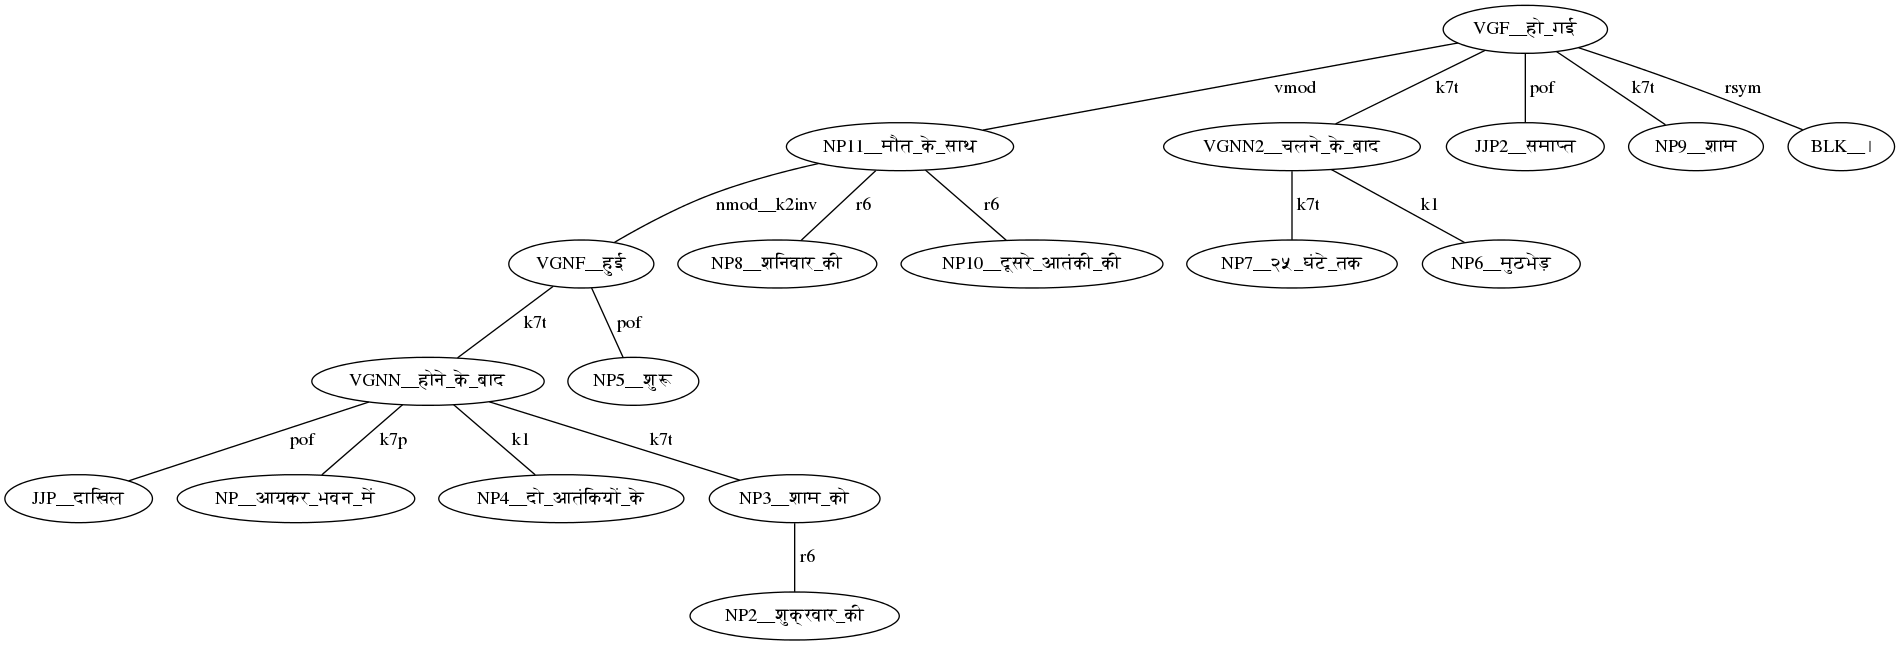 VGF__हो_गई
vmod k7t pof k7t rsym
NP11__मौत_के_साथ VGNN2__चलने_के_बाद JJP2__समाप्त NP9__शाम BLK__।
nmod__k2inv r6 r6 k7t k1
VGNF__हुई NP8__शनिवार_की NP10__दूसरे_आतंकी_की NP7__२५_घंटे_तक NP6__मुठभेड़
k7t pof
VGNN__होने_के_बाद NP5__शुरू
pof k7p k1 k7t
JJP__दाखिल NP__आयकर_भवन_में NP4__दो_आतंकियों_के NP3__शाम_को
r6
NP2__शुक्रवार_की